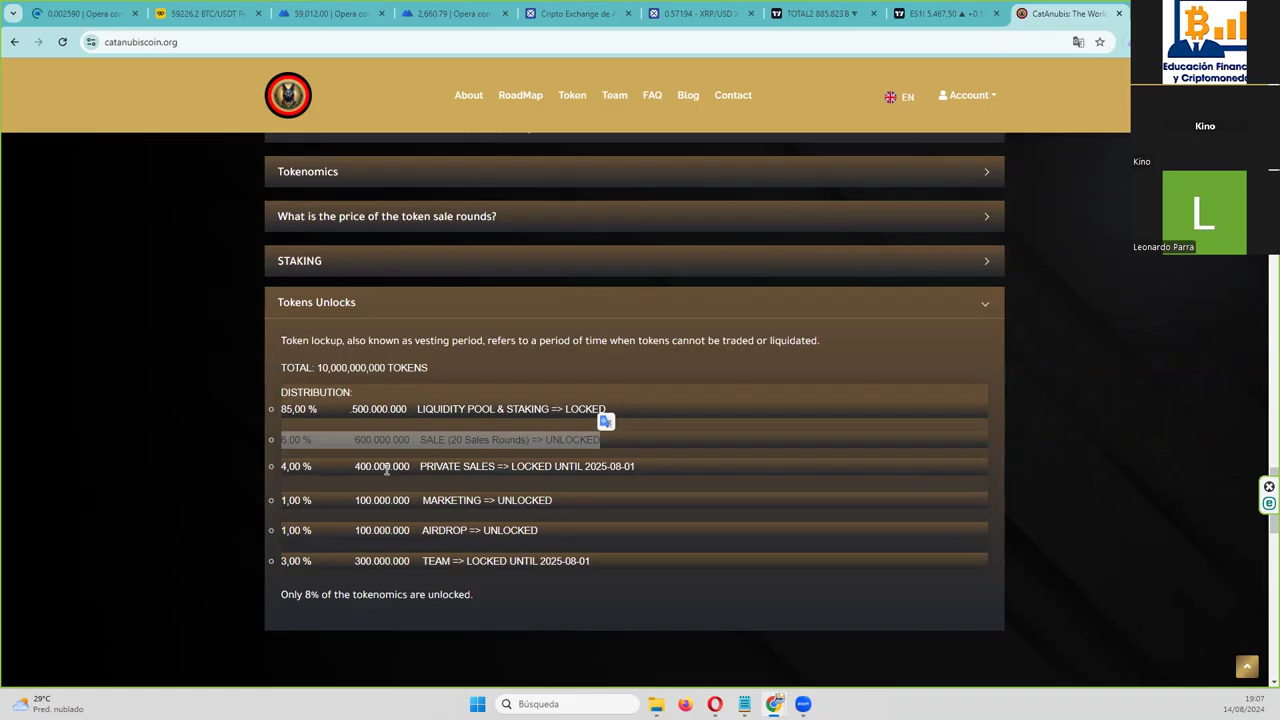 0.002590 | Opera co
59226.2 BTC/USDT P
59,012.00 | Opera con
2,660.79 | Opera con
Cripto Exchange de A
0.57194 - XRP/USD
TOTAL2 885.823 B ▼
ES1! 5.467,50 ▲ +0.
CatAnubis: The World
catanubiscoin.org
Educación Financ
y Criptomoned
Kino
Kino
L
Leonardo Parra
About
RoadMap
Token
Team
FAQ
Blog
Contact
EN
Account
Tokenomics
What is the price of the token sale rounds?
STAKING
Tokens Unlocks
Token lockup, also known as vesting period, refers to a period of time when tokens cannot be traded or liquidated.
TOTAL: 10,000,000,000 TOKENS
DISTRIBUTION:
85,00 % .500.000.000 LIQUIDITY POOL & STAKING => LOCKED
6,00 % 600.000.000 SALE (20 Sales Rounds) => UNLOCKED
4,00 % 400.000.000 PRIVATE SALES => LOCKED UNTIL 2025-08-01
1,00 % 100.000.000 MARKETING => UNLOCKED
1,00 % 100.000.000 AIRDROP => UNLOCKED
3,00 % 300.000.000 TEAM => LOCKED UNTIL 2025-08-01
Only 8% of the tokenomics are unlocked.
29°C
Pred. nublado
Búsqueda
19:07
14/08/2024